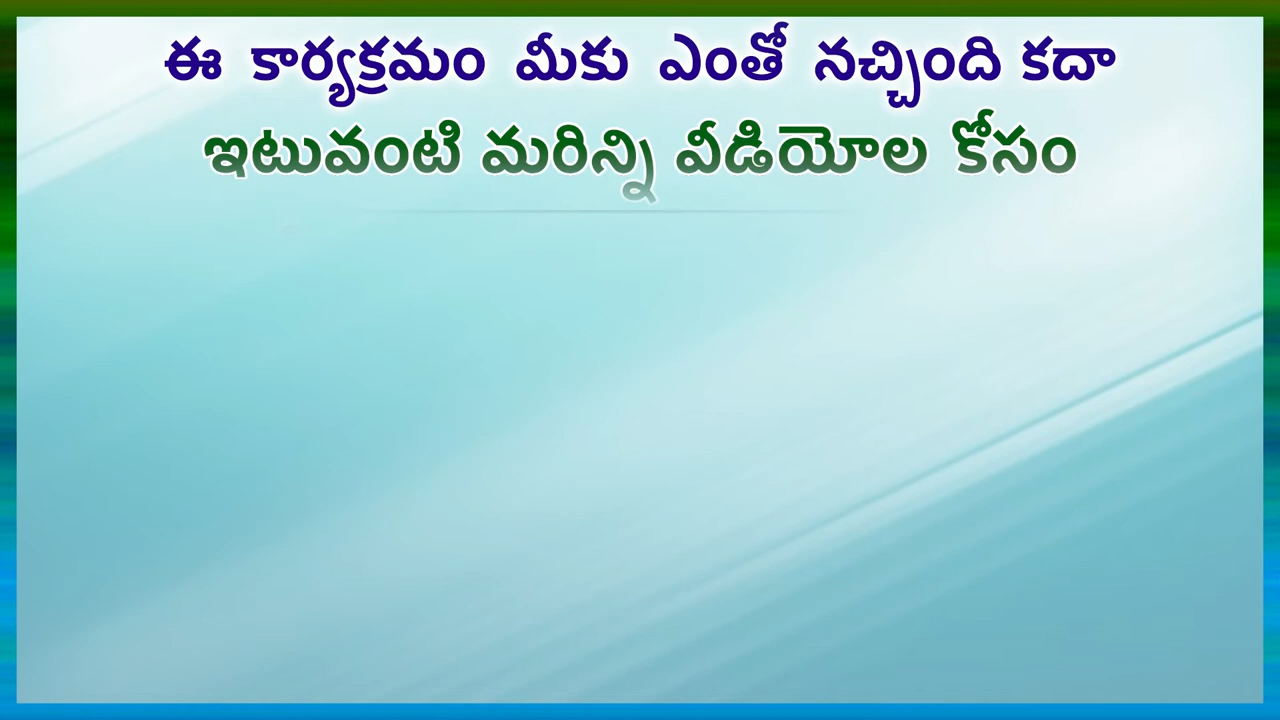 ఈ కార్యక్రమం మీకు ఎంతో నచ్చింది కదా
ఇటువంటి మరిన్ని వీడియోల కోసం